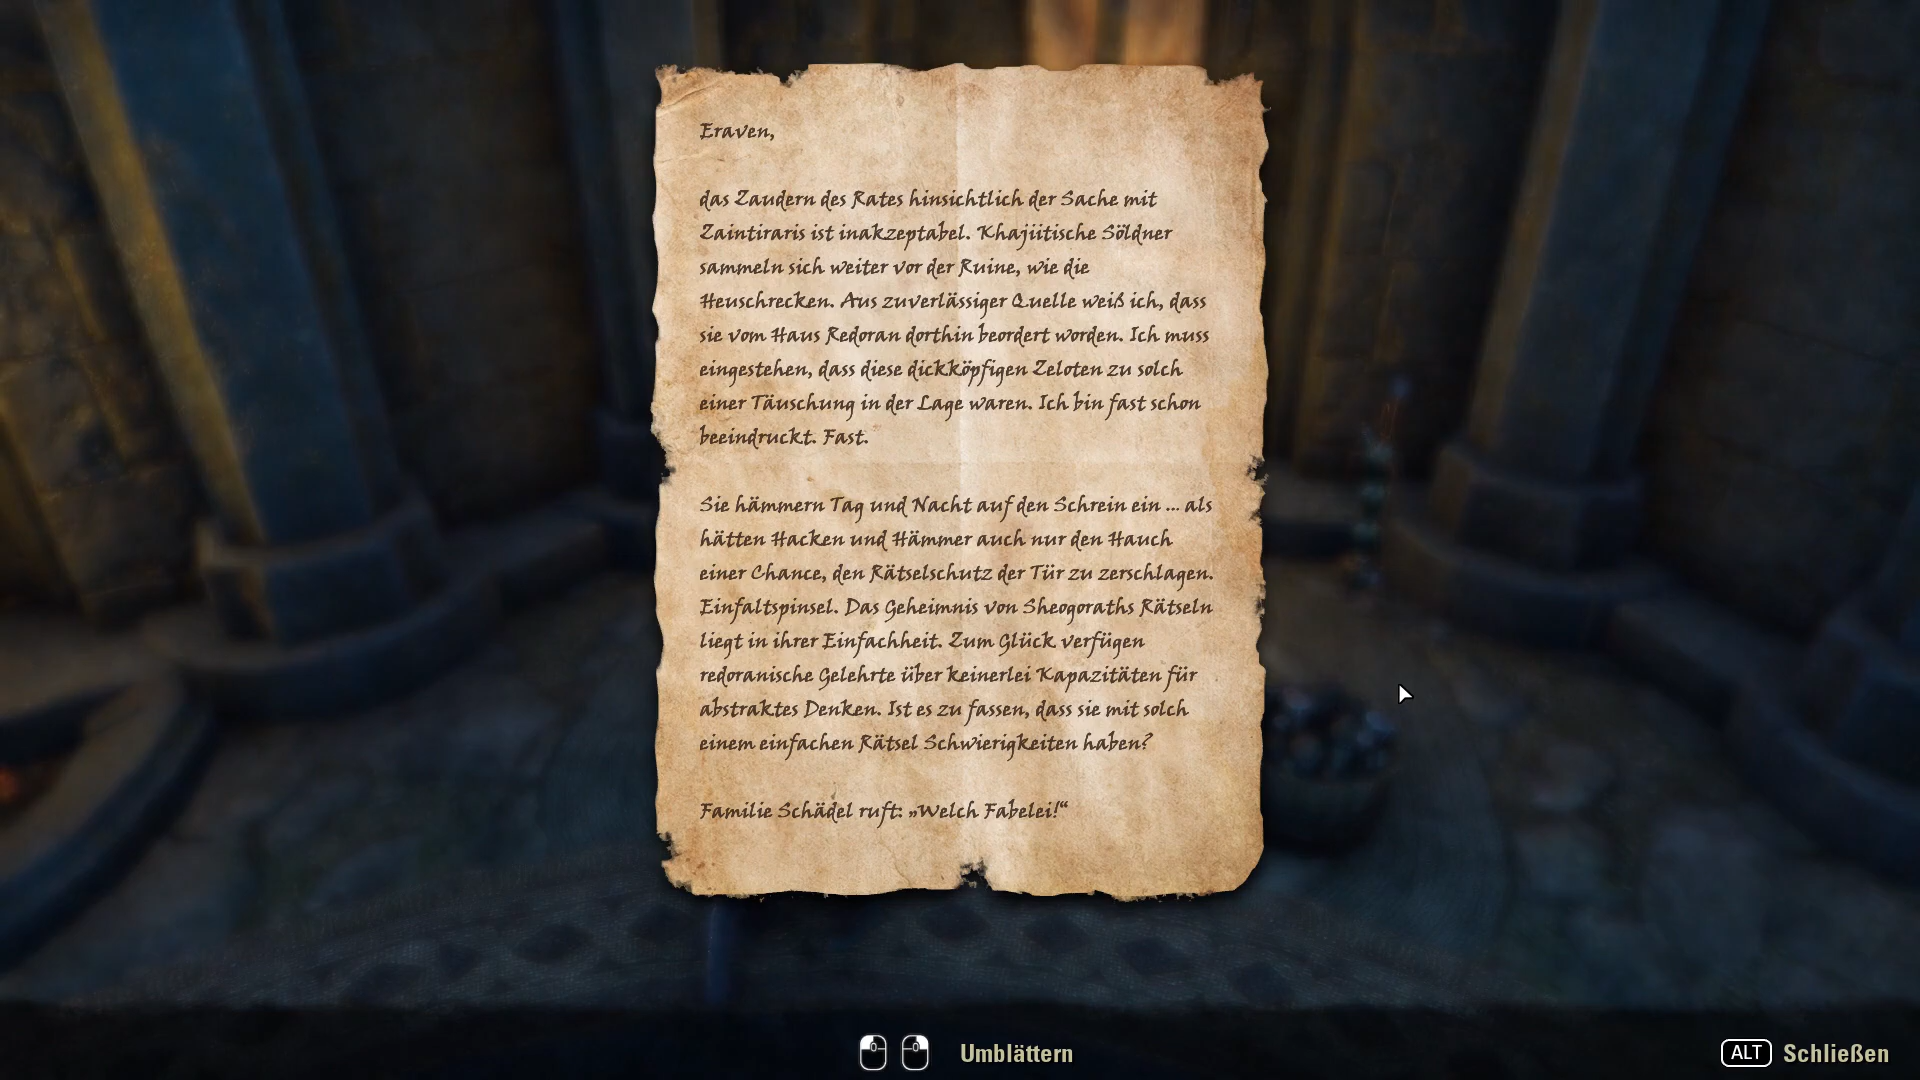 Eraven,
das Zaudern des Rates hinsichtlich der Sache mit
Zaintiraris ist inakzeptabel. Khajiitische Söldner
sammeln sich weiter vor der Ruine, wie die
Heuschrecken. Aus zuverlässiger Quelle weiß ich, dass
sie vom Haus Redoran dorthin beordert worden. Ich muss
eingestehen, dass diese dickköpfigen Zeloten zu solch
einer Täuschung in der Lage waren. Ich bin fast schon
beeindruckt. Fast.
Sie hämmern Tag und Nacht auf den Schrein ein ... als
hätten Hacken und Hämmer auch nur den Hauch
einer Chance, den Rätselschutz der Tür zu zerschlagen.
Einfaltspinsel. Das Geheimnis von Sheogoraths Rätseln
liegt in ihrer Einfachheit. Zum Glück verfügen
redoranische Gelehrte über keinerlei Kapazitäten für
abstraktes Denken. Ist es zu fassen, dass sie mit solch
einem einfachen Rätsel Schwierigkeiten haben?
Familie Schädel ruft: „Welch Fabelei!“
Umblättern
ALT Schließen